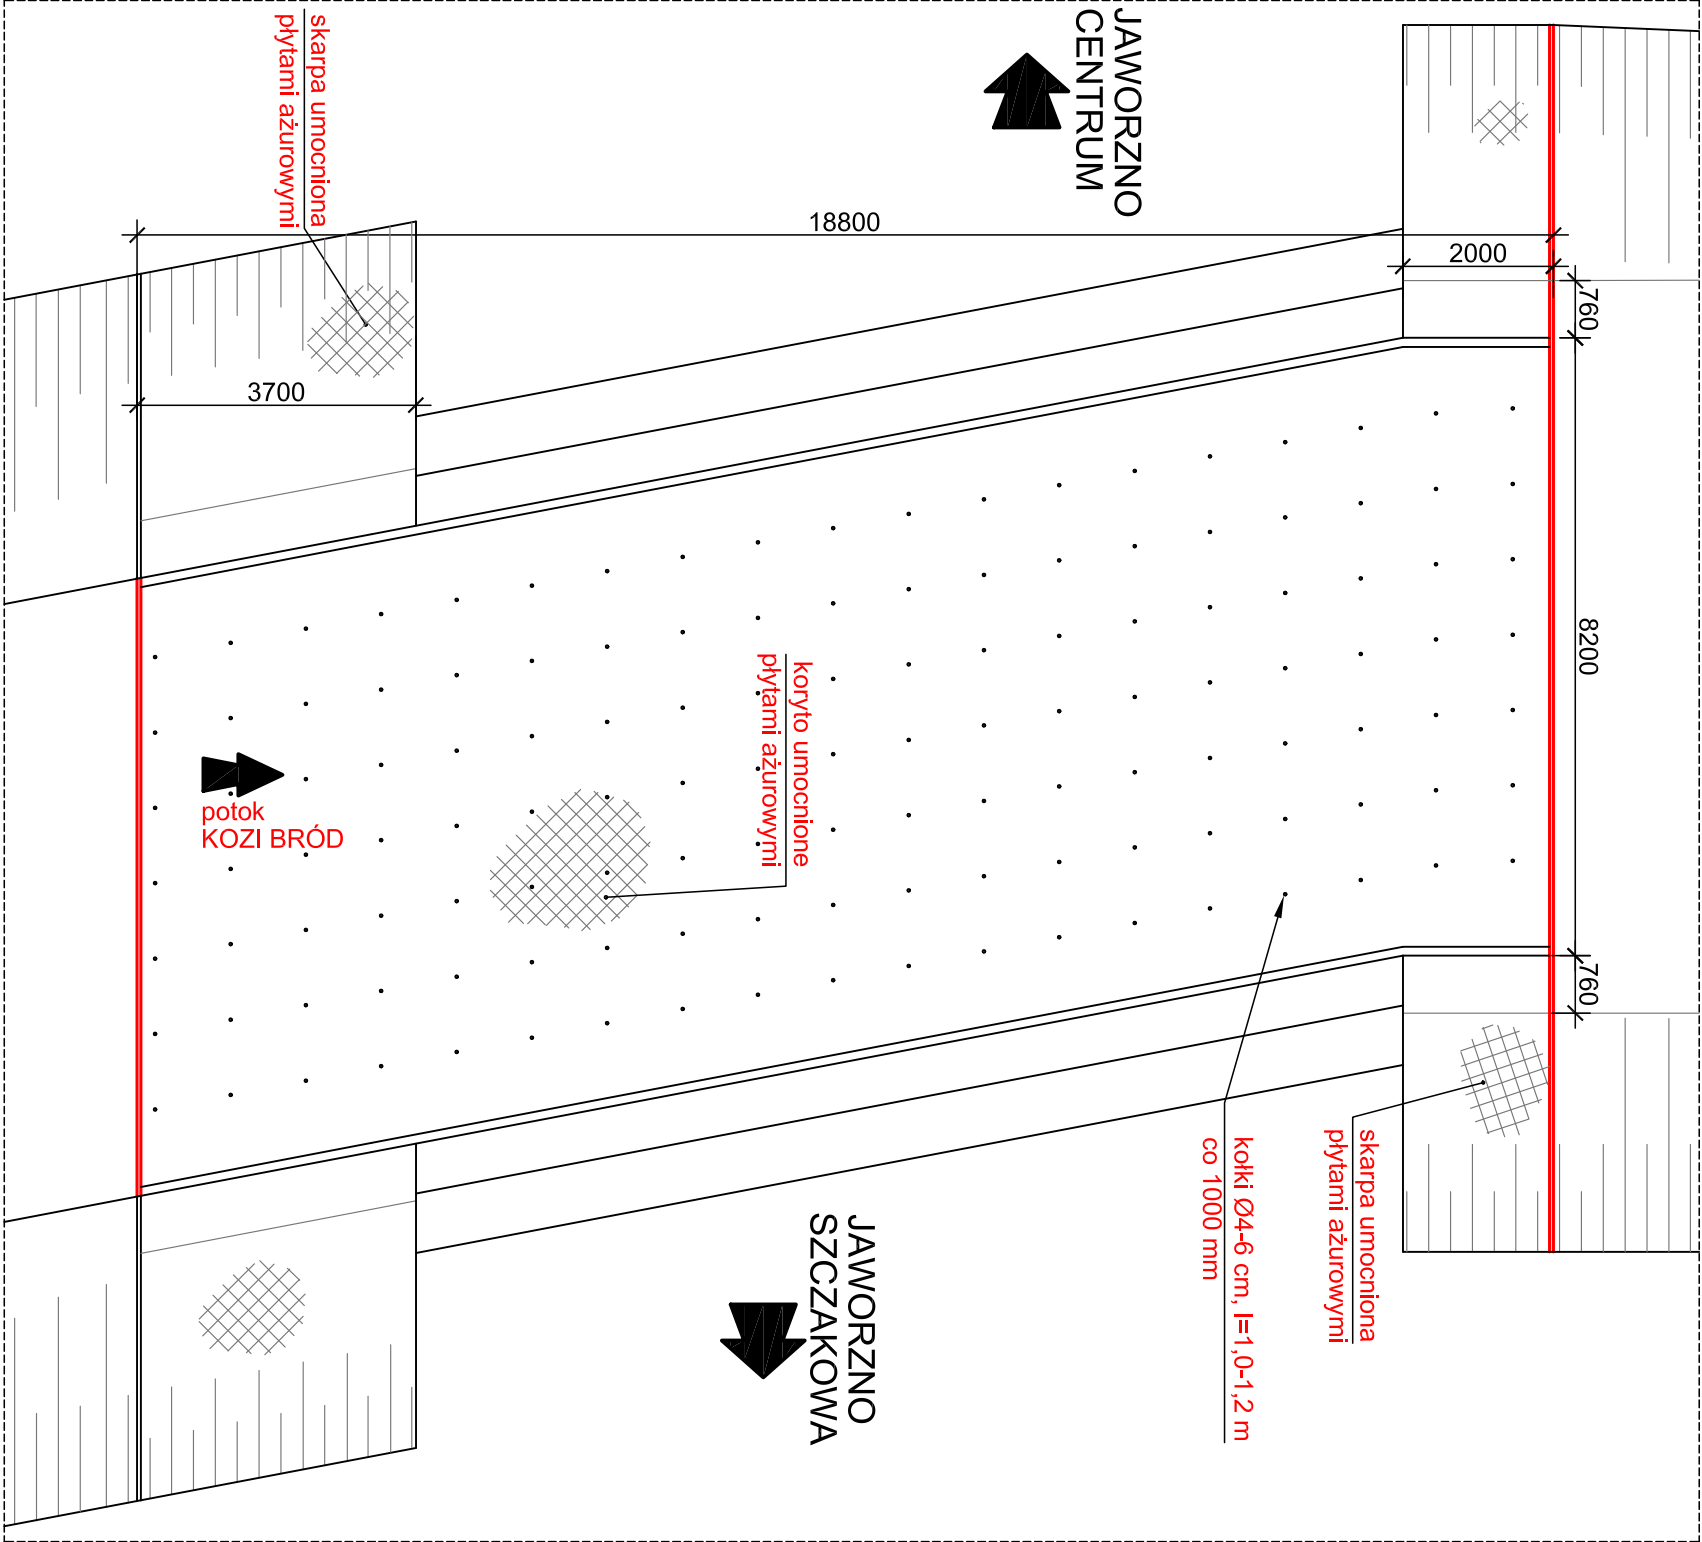 JAWORZNO
CENTRUM
skarpa umocniona
płytami ażurowymi
18800
2000
760
3700
8200
koryto umocnione
płytami ażurowymi
potok
KOZI BRÓD
760
skarpa umocniona
płytami ażurowymi
kołki Ø4-6 cm, l=1,0-1,2 m
co 1000 mm
JAWORZNO
SZCZAKOWA